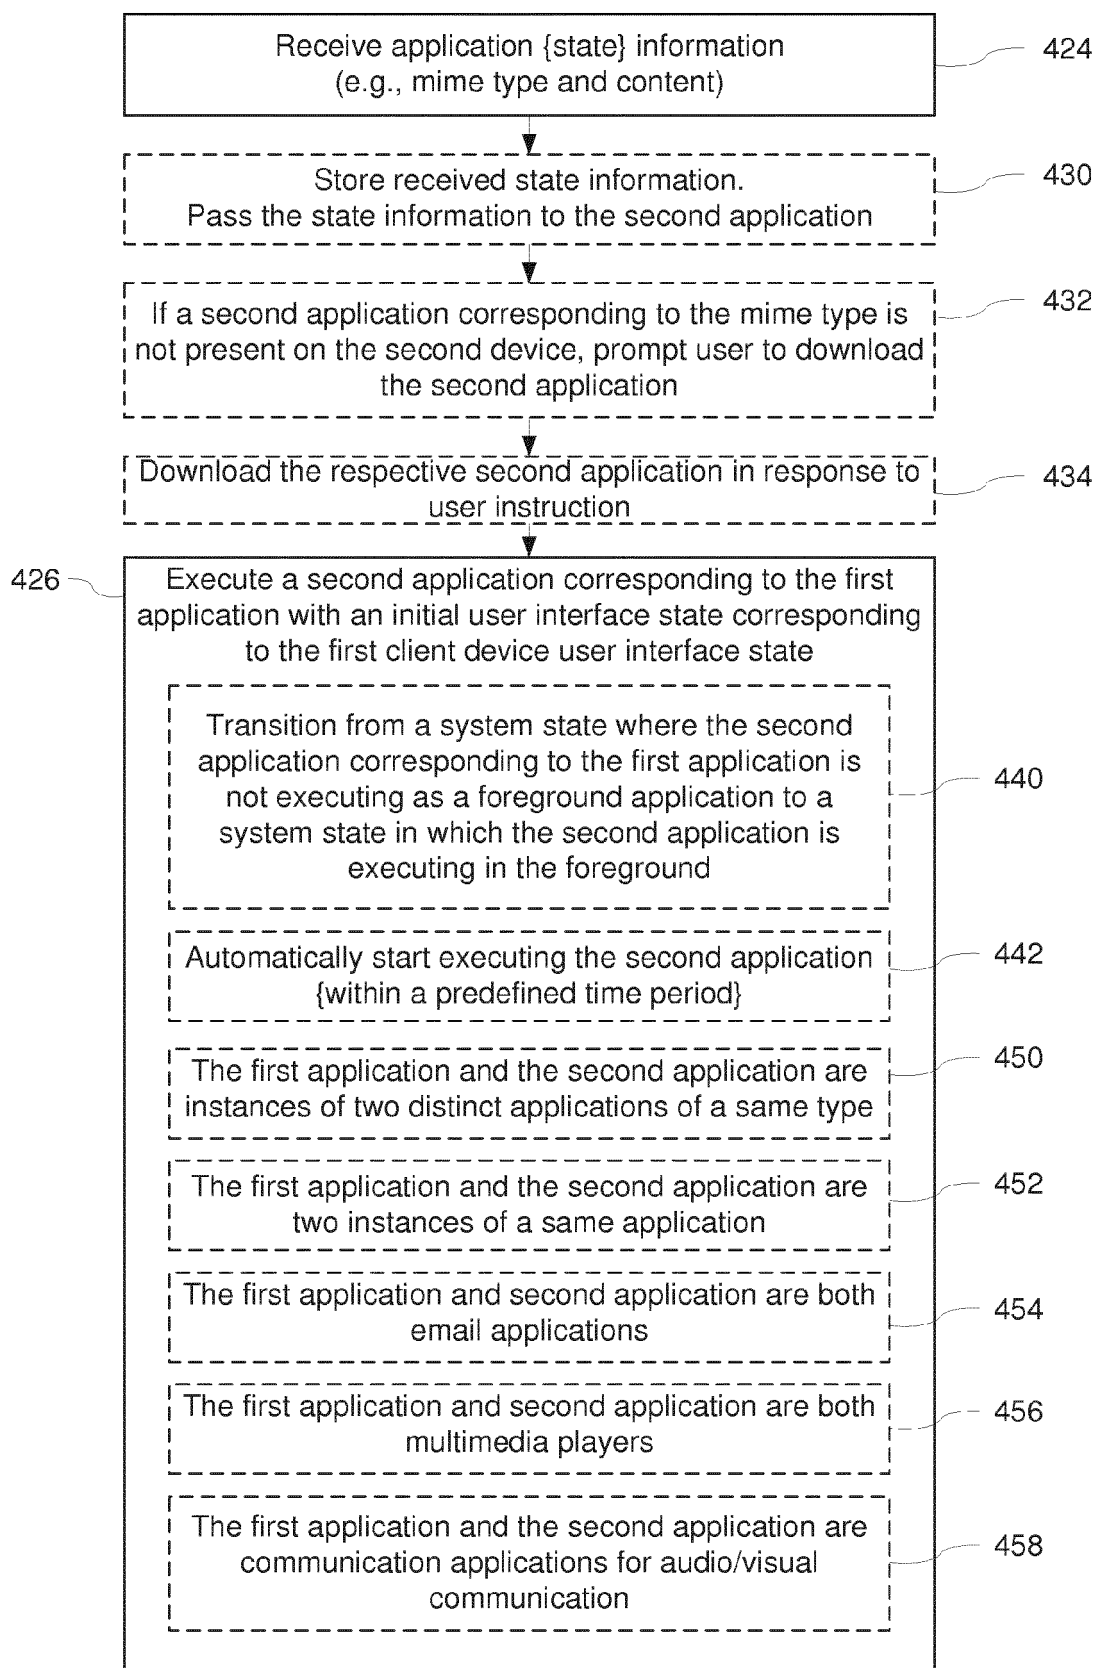 Receive application {state} information
(e.g., mime type and content)
424
Store received state information.
Pass the state information to the second application
430
If a second application corresponding to the mime type is
not present on the second device, prompt user to download
the second application
432
Download the respective second application in response to
user instruction
434
426
Execute a second application corresponding to the first
application with an initial user interface state corresponding
to the first client device user interface state
Transition from a system state where the second
application corresponding to the first application is
not executing as a foreground application to a
system state in which the second application is
executing in the foreground
440
Automatically start executing the second application
{within a predefined time period}
442
The first application and the second application are
instances of two distinct applications of a same type
450
The first application and the second application are
two instances of a same application
452
The first application and second application are both
email applications
454
The first application and second application are both
multimedia players
456
The first application and the second application are
communication applications for audio/visual
communication
458